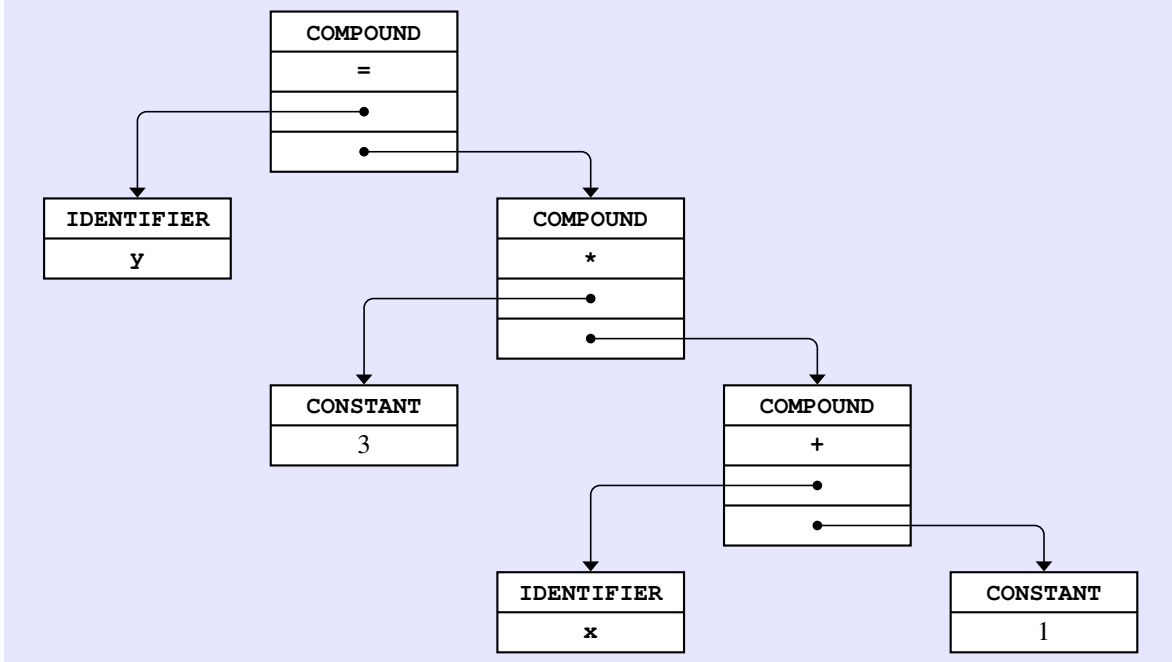 COMPOUND
=
IDENTIFIER
y
COMPOUND
*
CONSTANT
3
COMPOUND
+
IDENTIFIER
x
CONSTANT
1